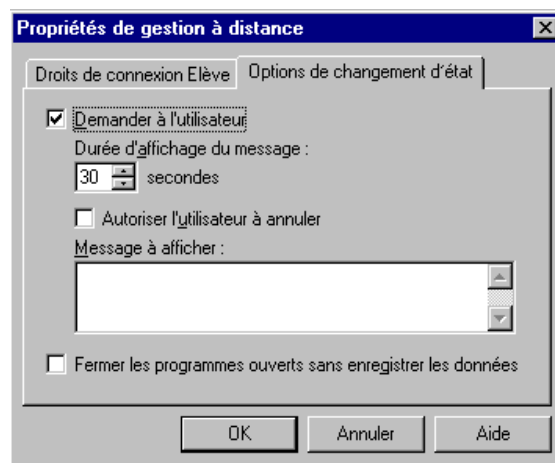 Propriétés de gestion à distance
Droits de connexion Elève
Options de changement d'état
Demander à l'utilisateur
Durée d'affichage du message :
30 secondes
Autoriser l'utilisateur à annuler
Message à afficher :
Fermer les programmes ouverts sans enregistrer les données
OK
Annuler
Aide